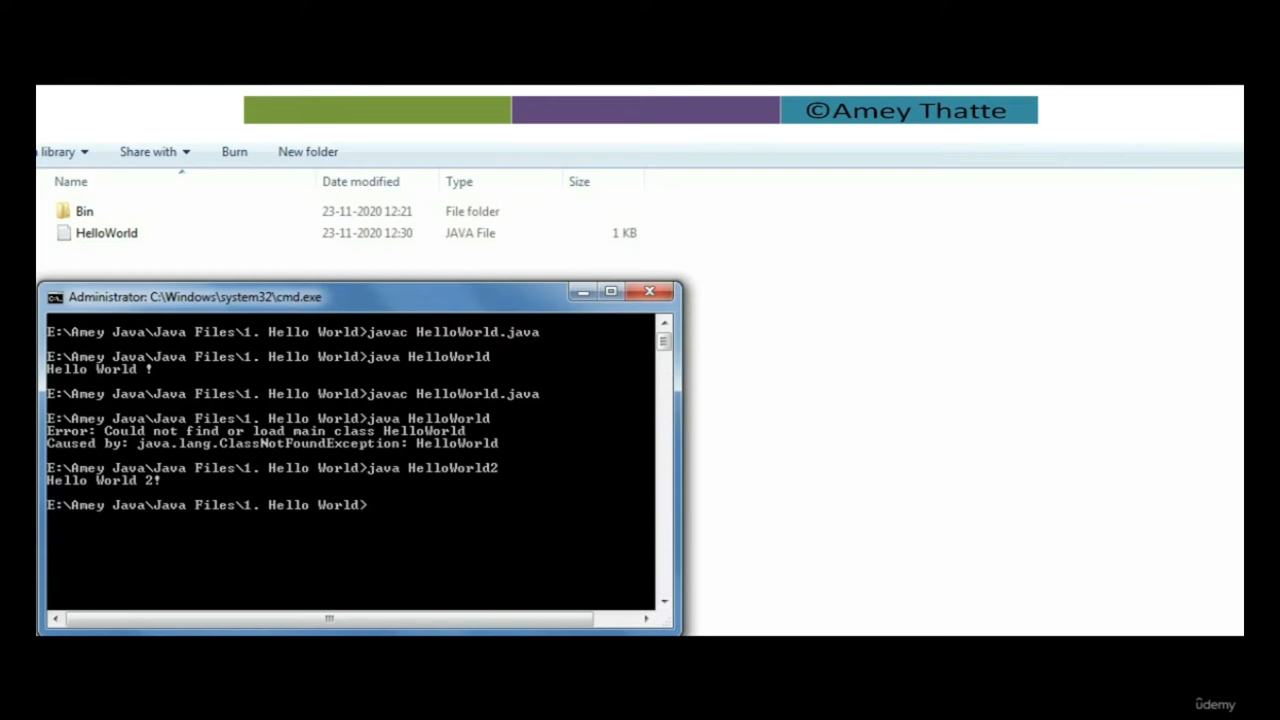 ©Amey Thatte
library Share with Burn New folder
Name Date modified Type Size
Bin 23-11-2020 12:21 File folder
HelloWorld 23-11-2020 12:30 JAVA File 1 KB
Administrator: C:\Windows\system32\cmd.exe
E:\Amey Java\Java Files\1. Hello World>javac HelloWorld.java
E:\Amey Java\Java Files\1. Hello World>java HelloWorld
Hello World !
E:\Amey Java\Java Files\1. Hello World>javac HelloWorld.java
E:\Amey Java\Java Files\1. Hello World>java HelloWorld
Error: Could not find or load main class HelloWorld
Caused by: java.lang.ClassNotFoundException: HelloWorld
E:\Amey Java\Java Files\1. Hello World>java HelloWorld2
Hello World 2!
E:\Amey Java\Java Files\1. Hello World>
ûdemy